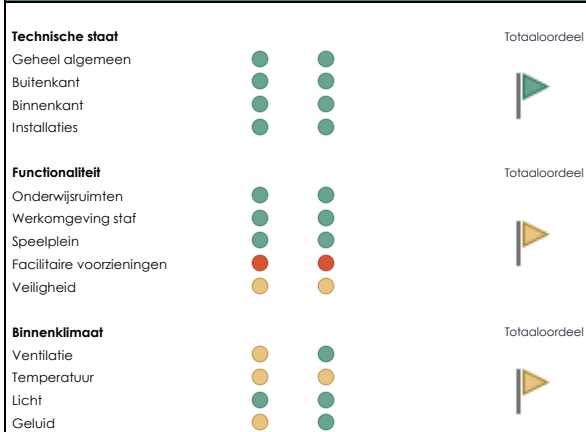 Technische staat Totaaloordeel
Geheel algemeen
Buitenkant
Binnenkant
Installaties
Functionaliteit Totaaloordeel
Onderwijsruimten
Werkomgeving staf
Speelplein
Facilitaire voorzieningen
Veiligheid
Binnenklimaat Totaaloordeel
Ventilatie
Temperatuur
Licht
Geluid